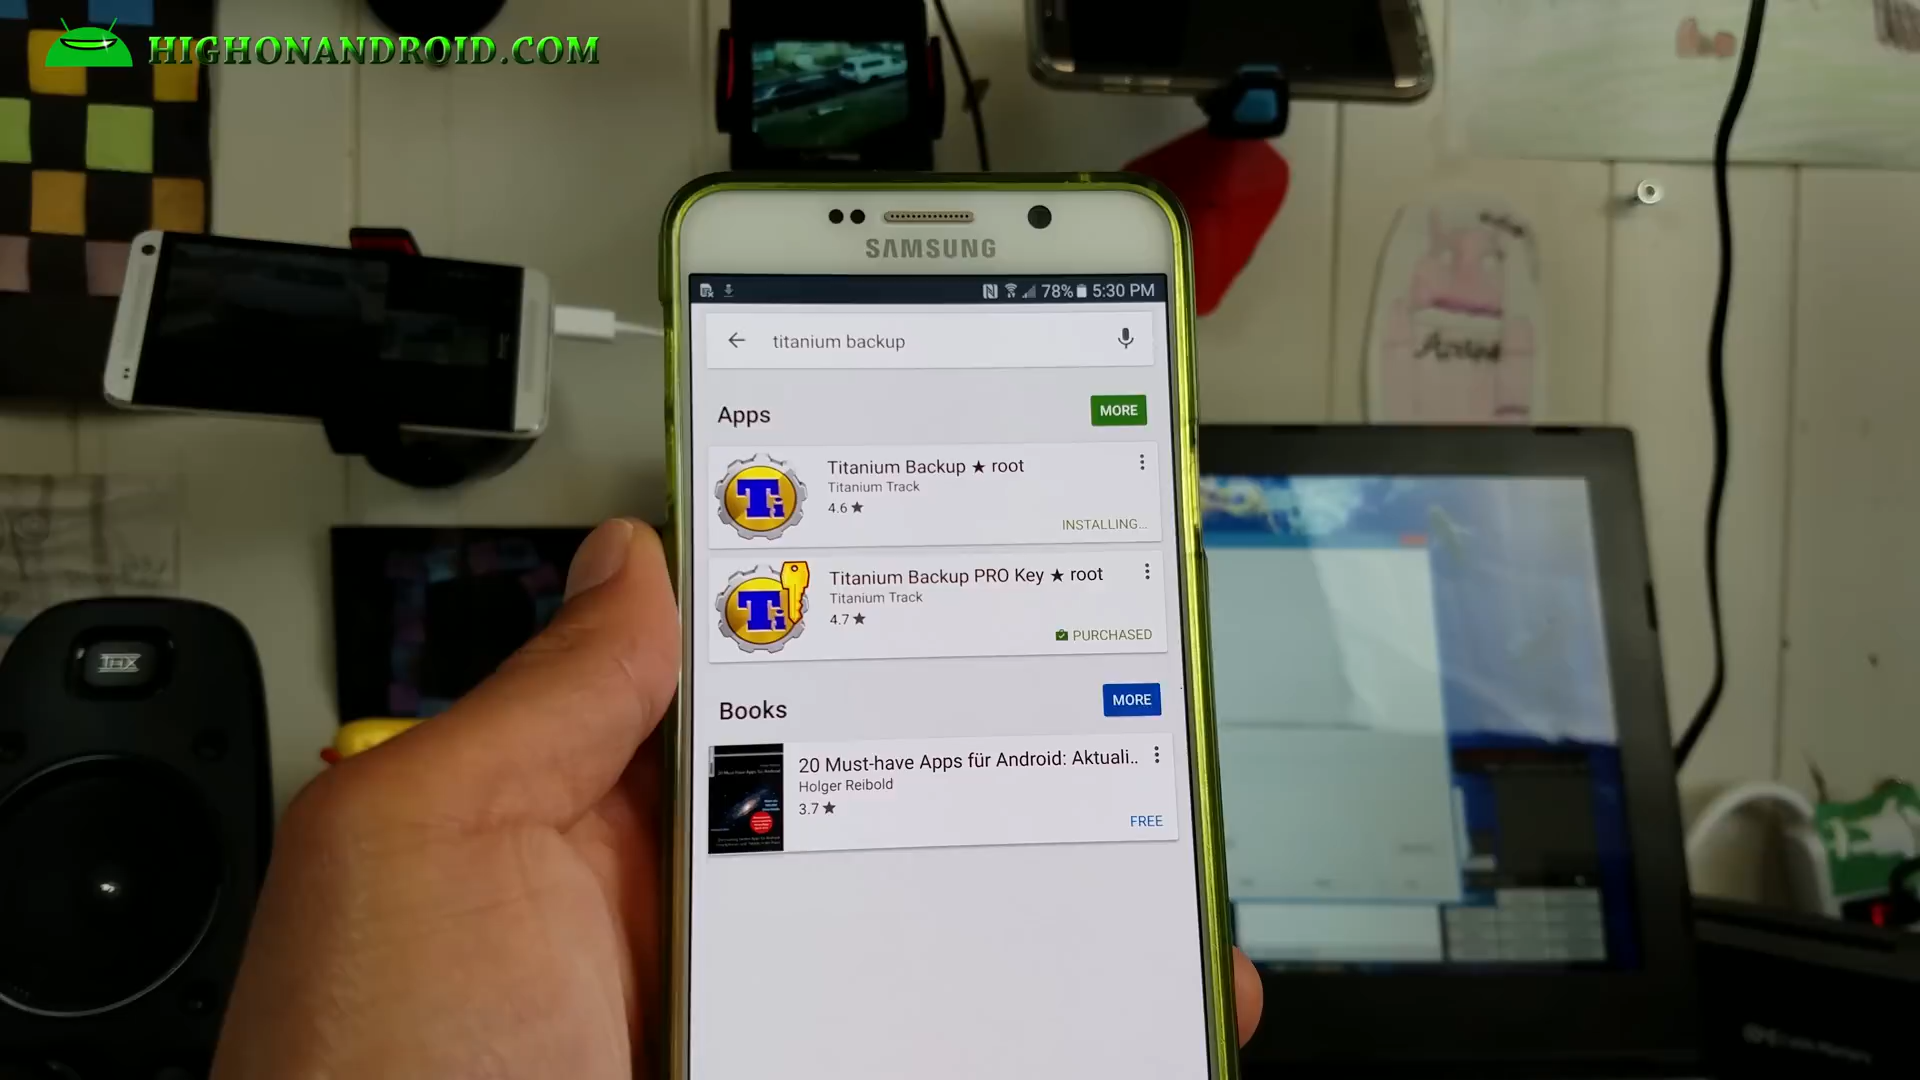 HIGHONANDROID.COM
SAMSUNG
78% 5:30 PM
titanium backup
Apps
MORE
Titanium Backup ★ root
Titanium Track
4.6 ★
INSTALLING...
Titanium Backup PRO Key ★ root
Titanium Track
4.7 ★
PURCHASED
Books
MORE
20 Must-have Apps für Android: Aktuali..
Holger Reibold
3.7 ★
FREE
THX